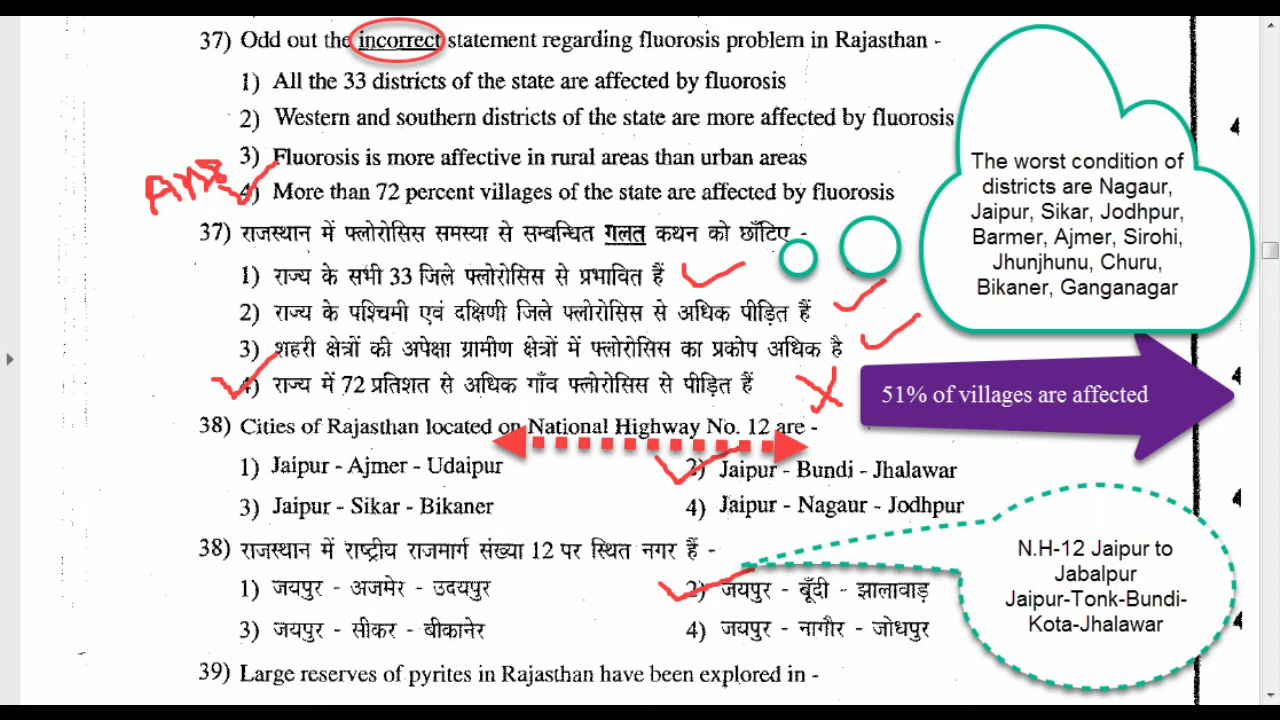 37) Odd out the incorrect statement regarding fluorosis problem in Rajasthan -
1) All the 33 districts of the state are affected by fluorosis
2) Western and southern districts of the state are more affected by fluorosis
3) Fluorosis is more affective in rural areas than urban areas
Ans
4) More than 72 percent villages of the state are affected by fluorosis
37) राजस्थान में फ्लोरोसिस समस्या से सम्बन्धित गलत कथन को छाँटिए -
1) राज्य के सभी 33 जिले फ्लोरोसिस से प्रभावित हैं
2) राज्य के पश्चिमी एवं दक्षिणी जिले फ्लोरोसिस से अधिक पीड़ित हैं
3) शहरी क्षेत्रों की अपेक्षा ग्रामीण क्षेत्रों में फ्लोरोसिस का प्रकोप अधिक है
4) राज्य में 72 प्रतिशत से अधिक गाँव फ्लोरोसिस से पीड़ित हैं
The worst condition of
districts are Nagaur,
Jaipur, Sikar, Jodhpur,
Barmer, Ajmer, Sirohi,
Jhunjhunu, Churu,
Bikaner, Ganganagar
51% of villages are affected
38) Cities of Rajasthan located on National Highway No. 12 are -
1) Jaipur - Ajmer - Udaipur
2) Jaipur - Bundi - Jhalawar
3) Jaipur - Sikar - Bikaner
4) Jaipur - Nagaur - Jodhpur
38) राजस्थान में राष्ट्रीय राजमार्ग संख्या 12 पर स्थित नगर हैं -
1) जयपुर - अजमेर - उदयपुर
2) जयपुर - बूँदी - झालावाड़
3) जयपुर - सीकर - बीकानेर
4) जयपुर - नागौर - जोधपुर
N.H-12 Jaipur to
Jabalpur
Jaipur-Tonk-Bundi-
Kota-Jhalawar
39) Large reserves of pyrites in Rajasthan have been explored in -